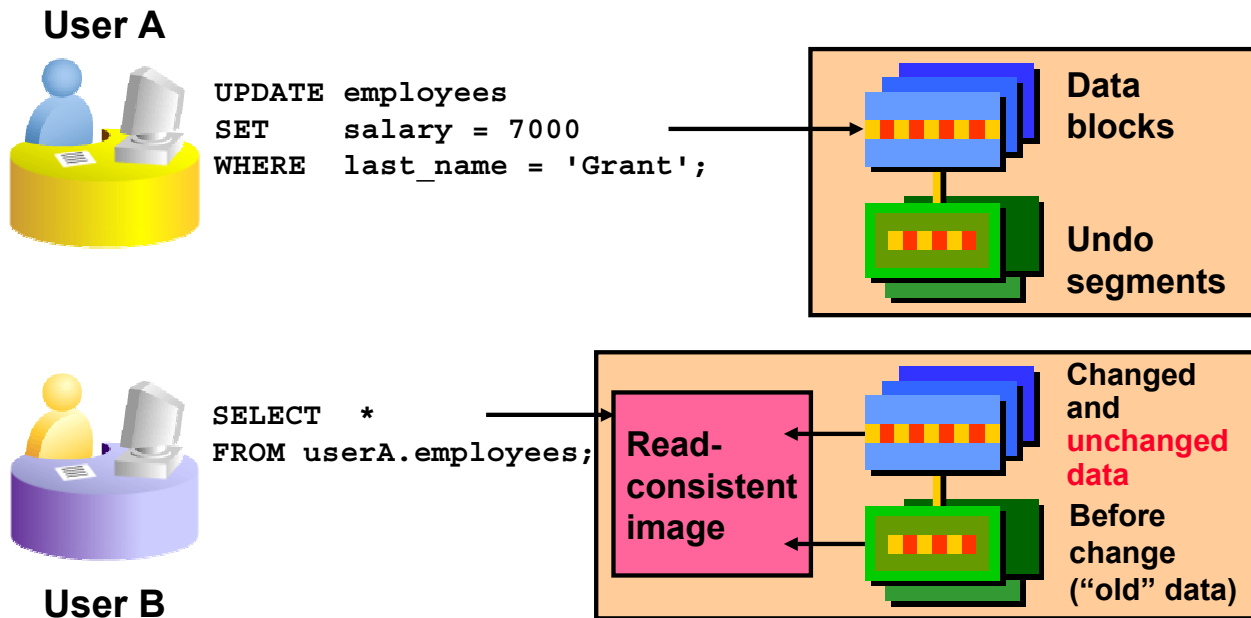 User A
UPDATE employees
SET salary = 7000
WHERE last_name = 'Grant';
Data
blocks
Undo
segments
User B
SELECT *
FROM userA.employees;
Read-
consistent
image
Changed
and
unchanged
data
Before
change
(“old” data)